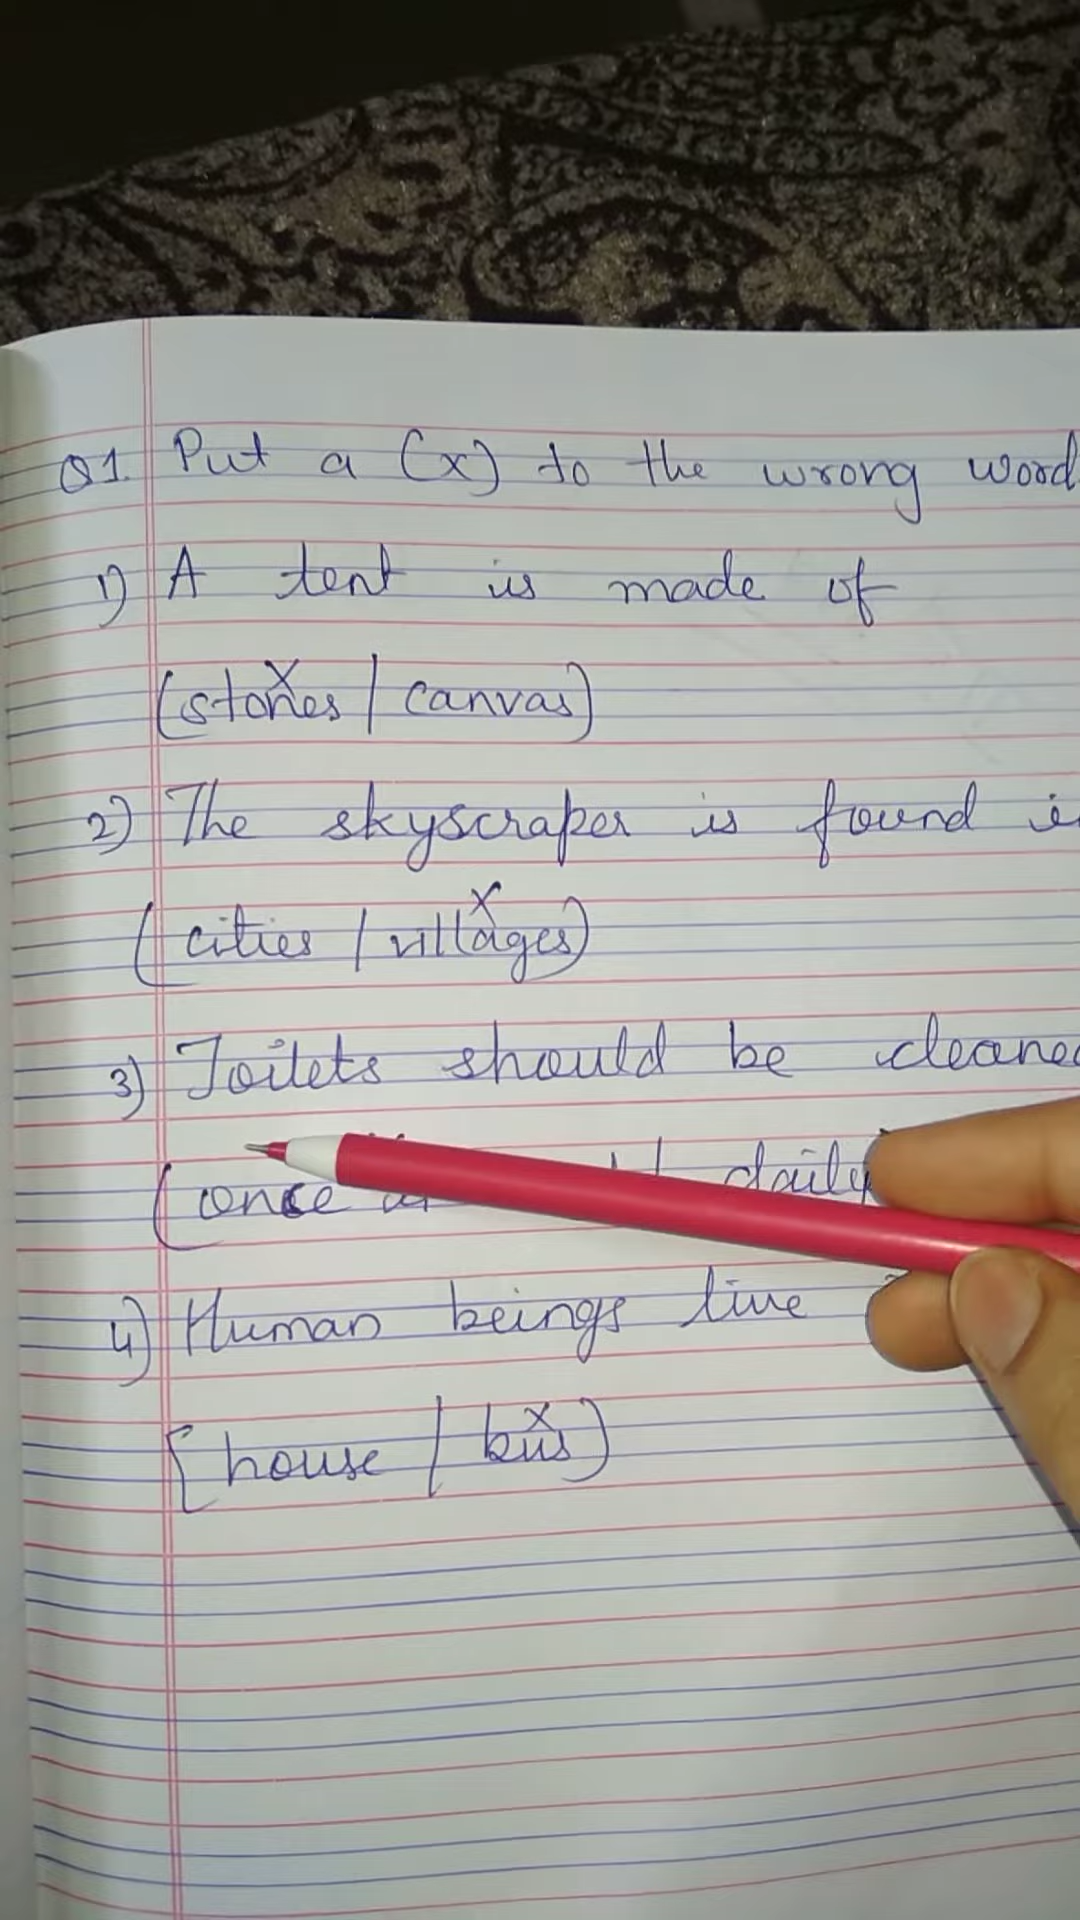 Q1. Put a (x) to the wrong word
1) A tent is made of
(stones / canvas)
x
2) The skyscraper is found
(cities / villages)
x
3) Toilets should be
(once daily
4) Human beings live
(house / bus)
x